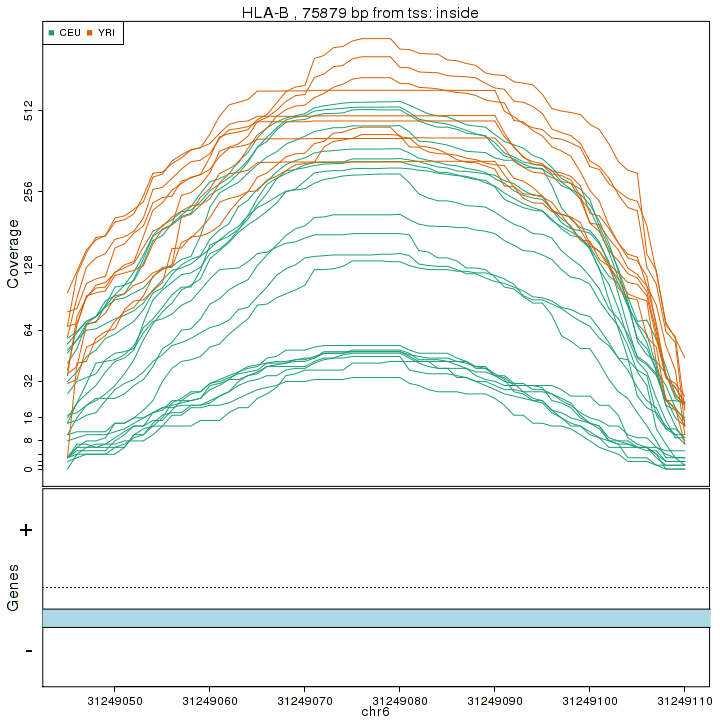 HLA-B , 75879 bp from tss: inside
CEU YRI
Coverage
512
256
128
64
32
16
8
0
Genes
+
-
31249050 31249060 31249070 31249080 31249090 31249100 31249110
chr6